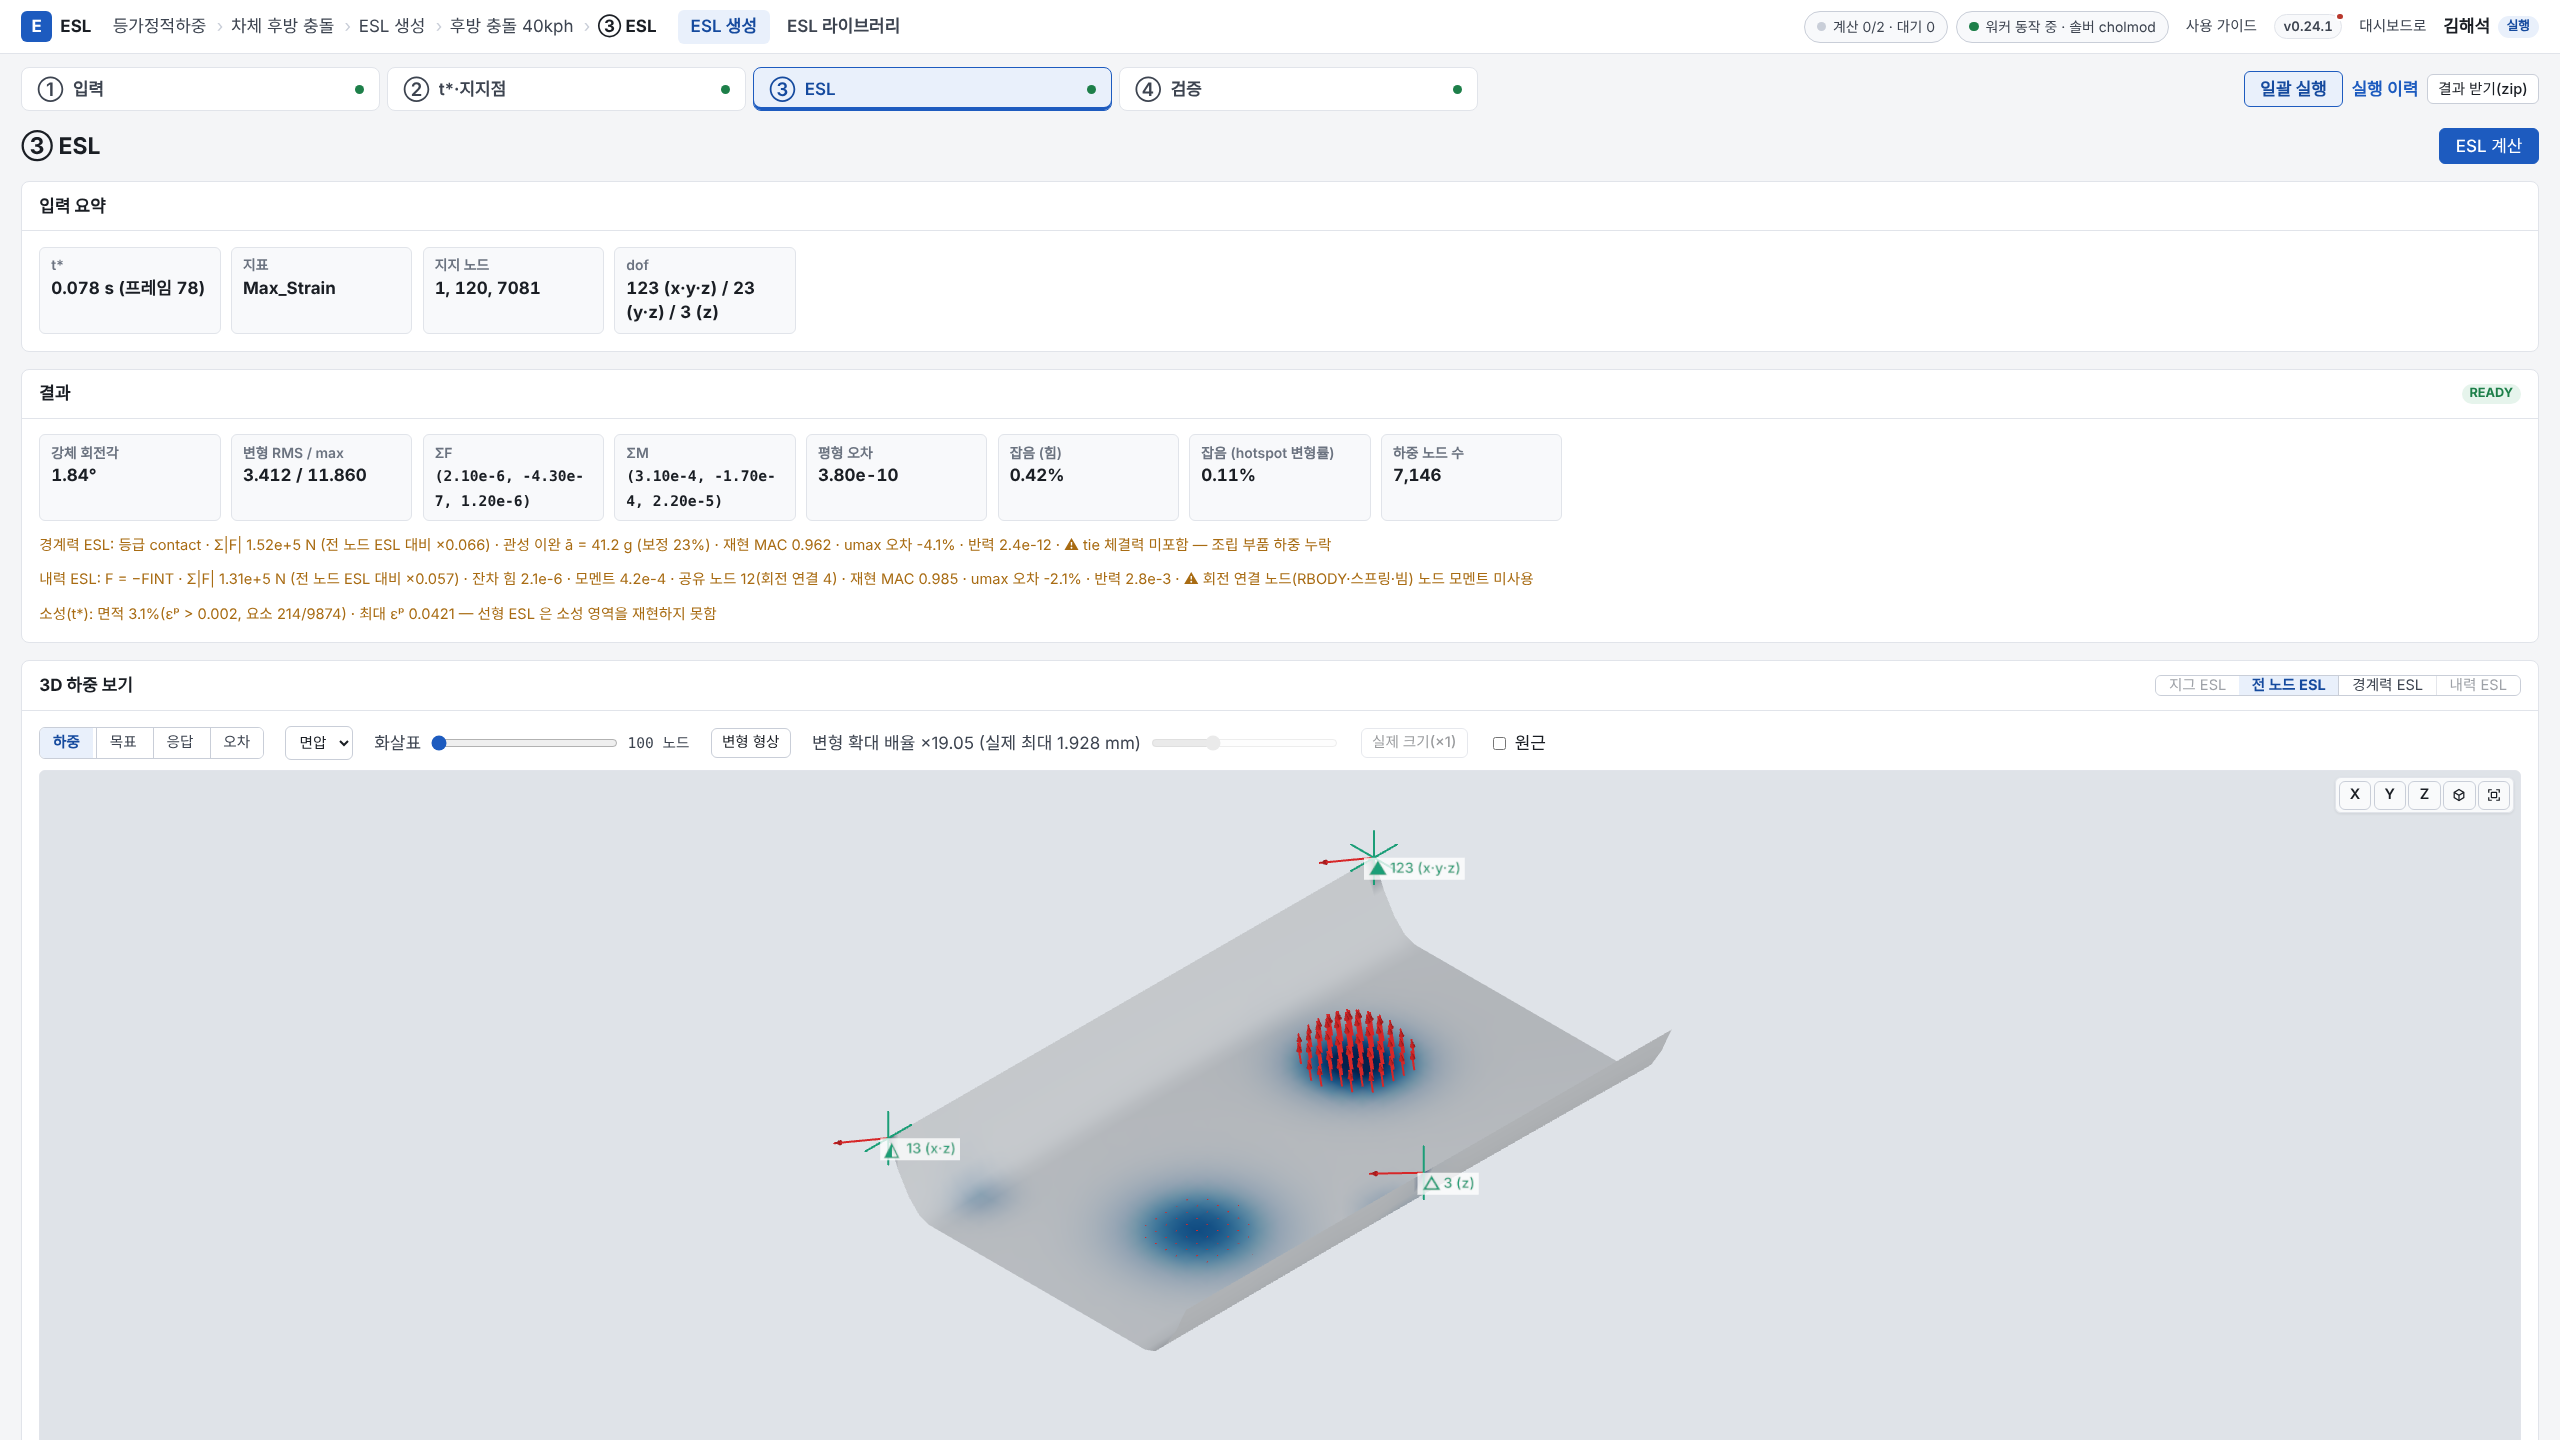 E ESL 등가정적하중 › 차체 후방 충돌 › ESL 생성 › 후방 충돌 40kph › ③ ESL ESL 생성 ESL 라이브러리 계산 0/2 · 대기 0 워커 동작 중 · 솔버 cholmod 사용 가이드 v0.24.1 대시보드로 김해석 실행
① 입력 ② t*·지지점 ③ ESL ④ 검증 일괄 실행 실행 이력 결과 받기(zip)
③ ESL ESL 계산
입력 요약
t* 지표 지지 노드 dof
0.078 s (프레임 78) Max_Strain 1, 120, 7081 123 (x·y·z) / 23
(y·z) / 3 (z)
결과 READY
강체 회전각 변형 RMS / max ΣF ΣM 평형 오차 잡음 (힘) 잡음 (hotspot 변형률) 하중 노드 수
1.84° 3.412 / 11.860 (2.10e-6, -4.30e- (3.10e-4, -1.70e- 3.80e-10 0.42% 0.11% 7,146
7, 1.20e-6) 4, 2.20e-5)
경계력 ESL: 등급 contact · Σ|F| 1.52e+5 N (전 노드 ESL 대비 ×0.066) · 관성 이완 ā = 41.2 g (보정 23%) · 재현 MAC 0.962 · umax 오차 -4.1% · 반력 2.4e-12 · ⚠ tie 체결력 미포함 — 조립 부품 하중 누락
내력 ESL: F = −FINT · Σ|F| 1.31e+5 N (전 노드 ESL 대비 ×0.057) · 잔차 힘 2.1e-6 · 모멘트 4.2e-4 · 공유 노드 12(회전 연결 4) · 재현 MAC 0.985 · umax 오차 -2.1% · 반력 2.8e-3 · ⚠ 회전 연결 노드(RBODY·스프링·빔) 노드 모멘트 미사용
소성(t*): 면적 3.1%(εᵖ > 0.002, 요소 214/9874) · 최대 εᵖ 0.0421 — 선형 ESL 은 소성 영역을 재현하지 못함
3D 하중 보기 지그 ESL 전 노드 ESL 경계력 ESL 내력 ESL
하중 목표 응답 오차 면압 화살표 100 노드 변형 형상 변형 확대 배율 ×19.05 (실제 최대 1.928 mm) 실제 크기(×1) 원근
X Y Z
123 (x·y·z)
13 (x·z)
3 (z)